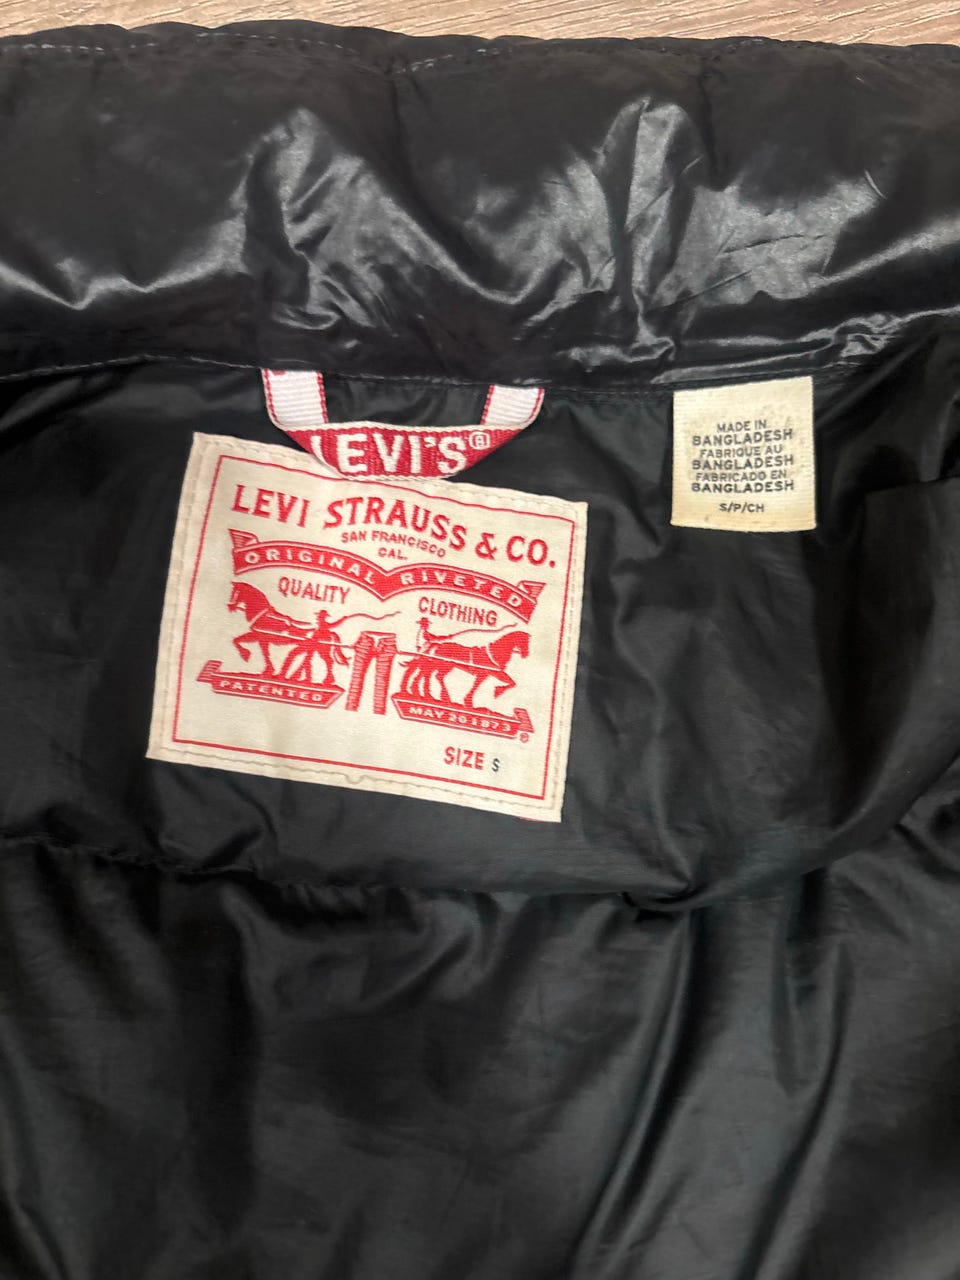 LEVI'S®
LEVI STRAUSS & CO.
SAN FRANCISCO
CAL.
ORIGINAL RIVETED
QUALITY CLOTHING
PATENTED MAY 20 1873
®
SIZE S
MADE IN
BANGLADESH
FABRIQUE AU
BANGLADESH
FABRICADO EN
BANGLADESH
S/P/CH